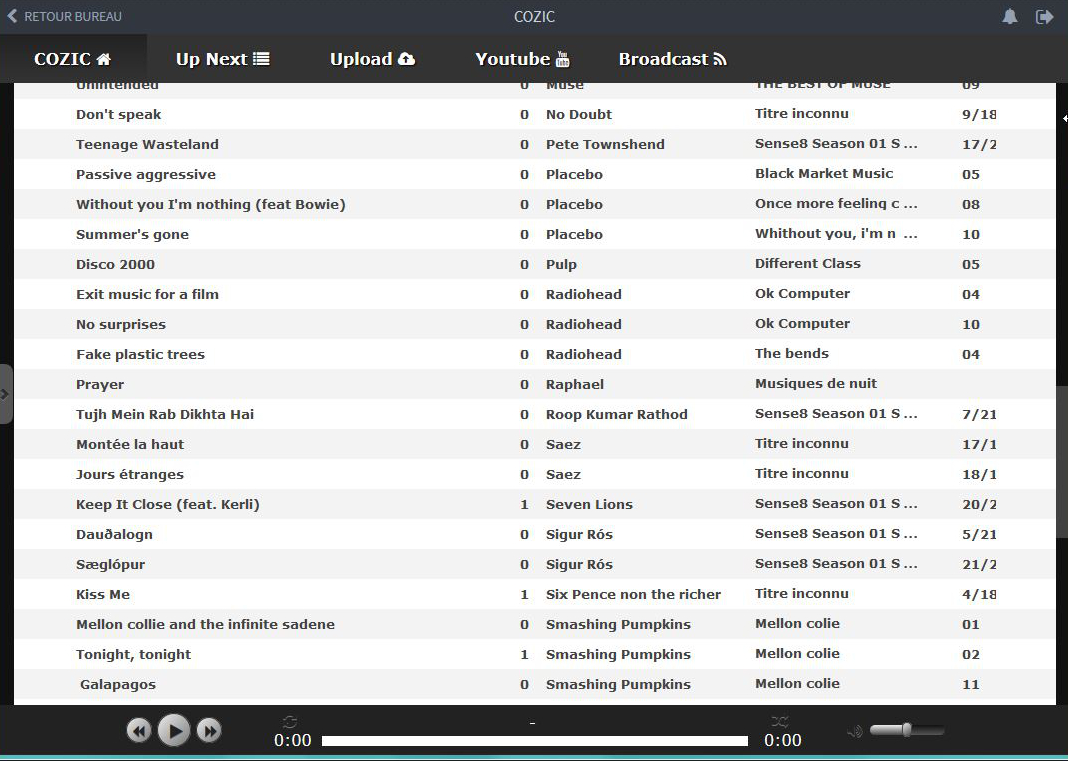 RETOUR BUREAU COZIC
COZIC Up Next Upload Youtube Broadcast
Unintended 0 Muse THE BEST OF MUSE 09
Don't speak 0 No Doubt Titre inconnu 9/18
Teenage Wasteland 0 Pete Townshend Sense8 Season 01 S ... 17/2
Passive aggressive 0 Placebo Black Market Music 05
Without you I'm nothing (feat Bowie) 0 Placebo Once more feeling c ... 08
Summer's gone 0 Placebo Whithout you, i'm n ... 10
Disco 2000 0 Pulp Different Class 05
Exit music for a film 0 Radiohead Ok Computer 04
No surprises 0 Radiohead Ok Computer 10
Fake plastic trees 0 Radiohead The bends 04
Prayer 0 Raphael Musiques de nuit
Tujh Mein Rab Dikhta Hai 0 Roop Kumar Rathod Sense8 Season 01 S ... 7/21
Montée la haut 0 Saez Titre inconnu 17/1
Jours étranges 0 Saez Titre inconnu 18/1
Keep It Close (feat. Kerli) 1 Seven Lions Sense8 Season 01 S ... 20/2
Dauðalogn 0 Sigur Rós Sense8 Season 01 S ... 5/21
Sæglópur 0 Sigur Rós Sense8 Season 01 S ... 21/2
Kiss Me 1 Six Pence non the richer Titre inconnu 4/18
Mellon collie and the infinite sadene 0 Smashing Pumpkins Mellon colie 01
Tonight, tonight 1 Smashing Pumpkins Mellon colie 02
Galapagos 0 Smashing Pumpkins Mellon colie 11
-
0:00 0:00